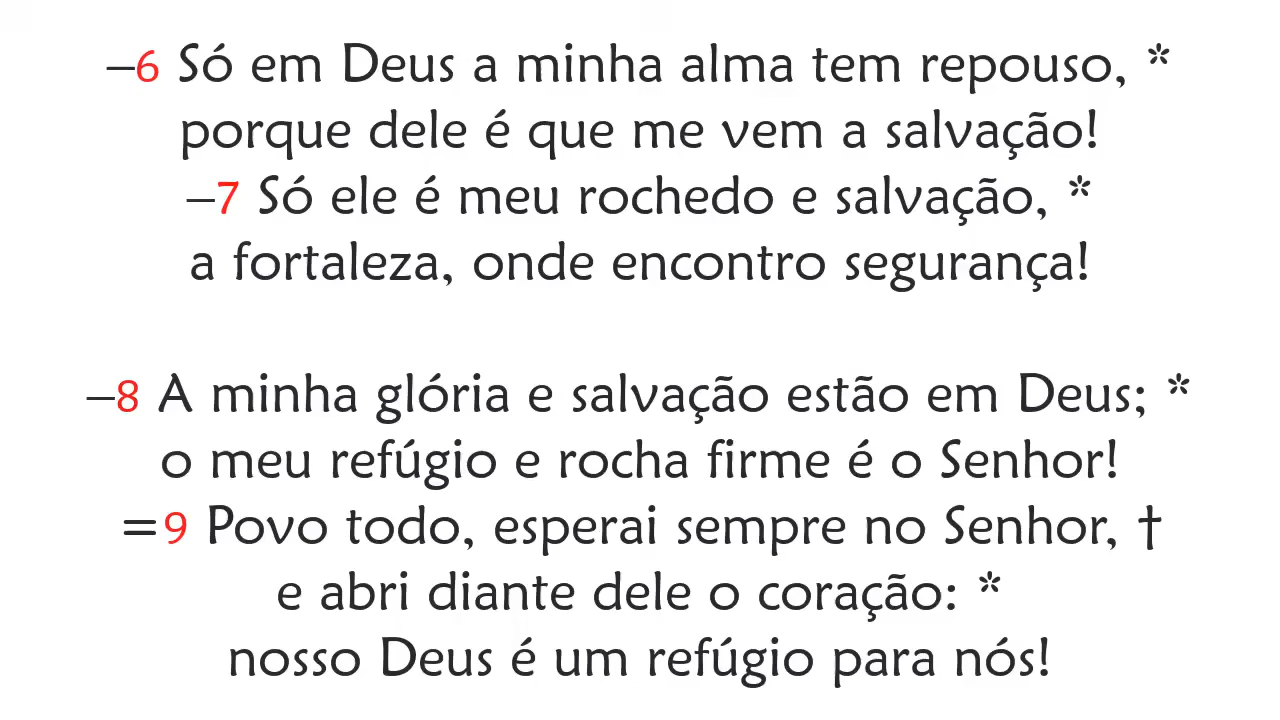 –6 Só em Deus a minha alma tem repouso, *
porque dele é que me vem a salvação!
–7 Só ele é meu rochedo e salvação, *
a fortaleza, onde encontro segurança!
–8 A minha glória e salvação estão em Deus; *
o meu refúgio e rocha firme é o Senhor!
=9 Povo todo, esperai sempre no Senhor, †
e abri diante dele o coração: *
nosso Deus é um refúgio para nós!